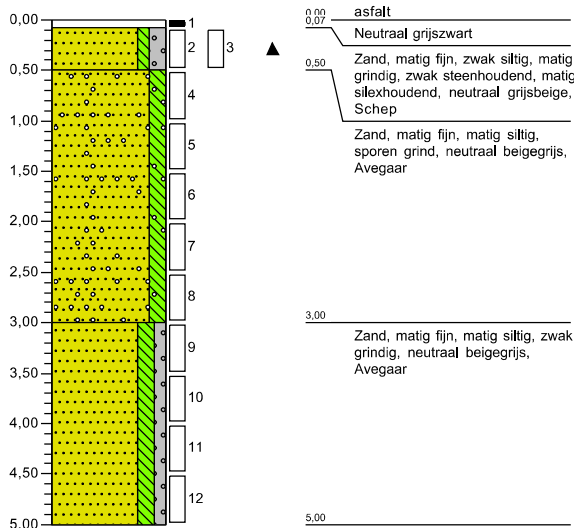 0,00
0,50
1,00
1,50
2,00
2,50
3,00
3,50
4,00
4,50
5,00
1
2
3
4
5
6
7
8
9
10
11
12
0,00
asfalt
0,07
Neutraal grijszwart
0,50
Zand, matig fijn, zwak siltig, matig
grindig, zwak steenhoudend, matig
silexhoudend, neutraal grijsbeige,
Schep
Zand, matig fijn, matig siltig,
sporen grind, neutraal beigegrijs,
Avegaar
3,00
Zand, matig fijn, matig siltig, zwak
grindig, neutraal beigegrijs,
Avegaar
5,00